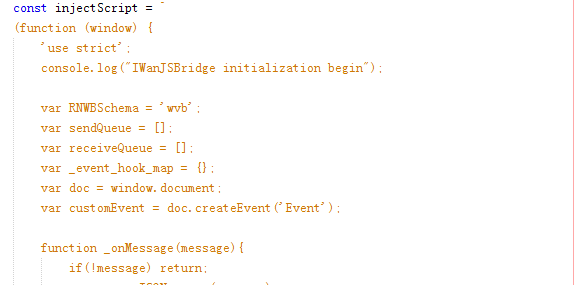 const injectScript = `
(function (window) {
'use strict';
console.log("IWanJSBridge initialization begin");
var RNWBSchema = 'wvb';
var sendQueue = [];
var receiveQueue = [];
var _event_hook_map = {};
var doc = window.document;
var customEvent = doc.createEvent('Event');
function _onMessage(message){
if(!message) return;